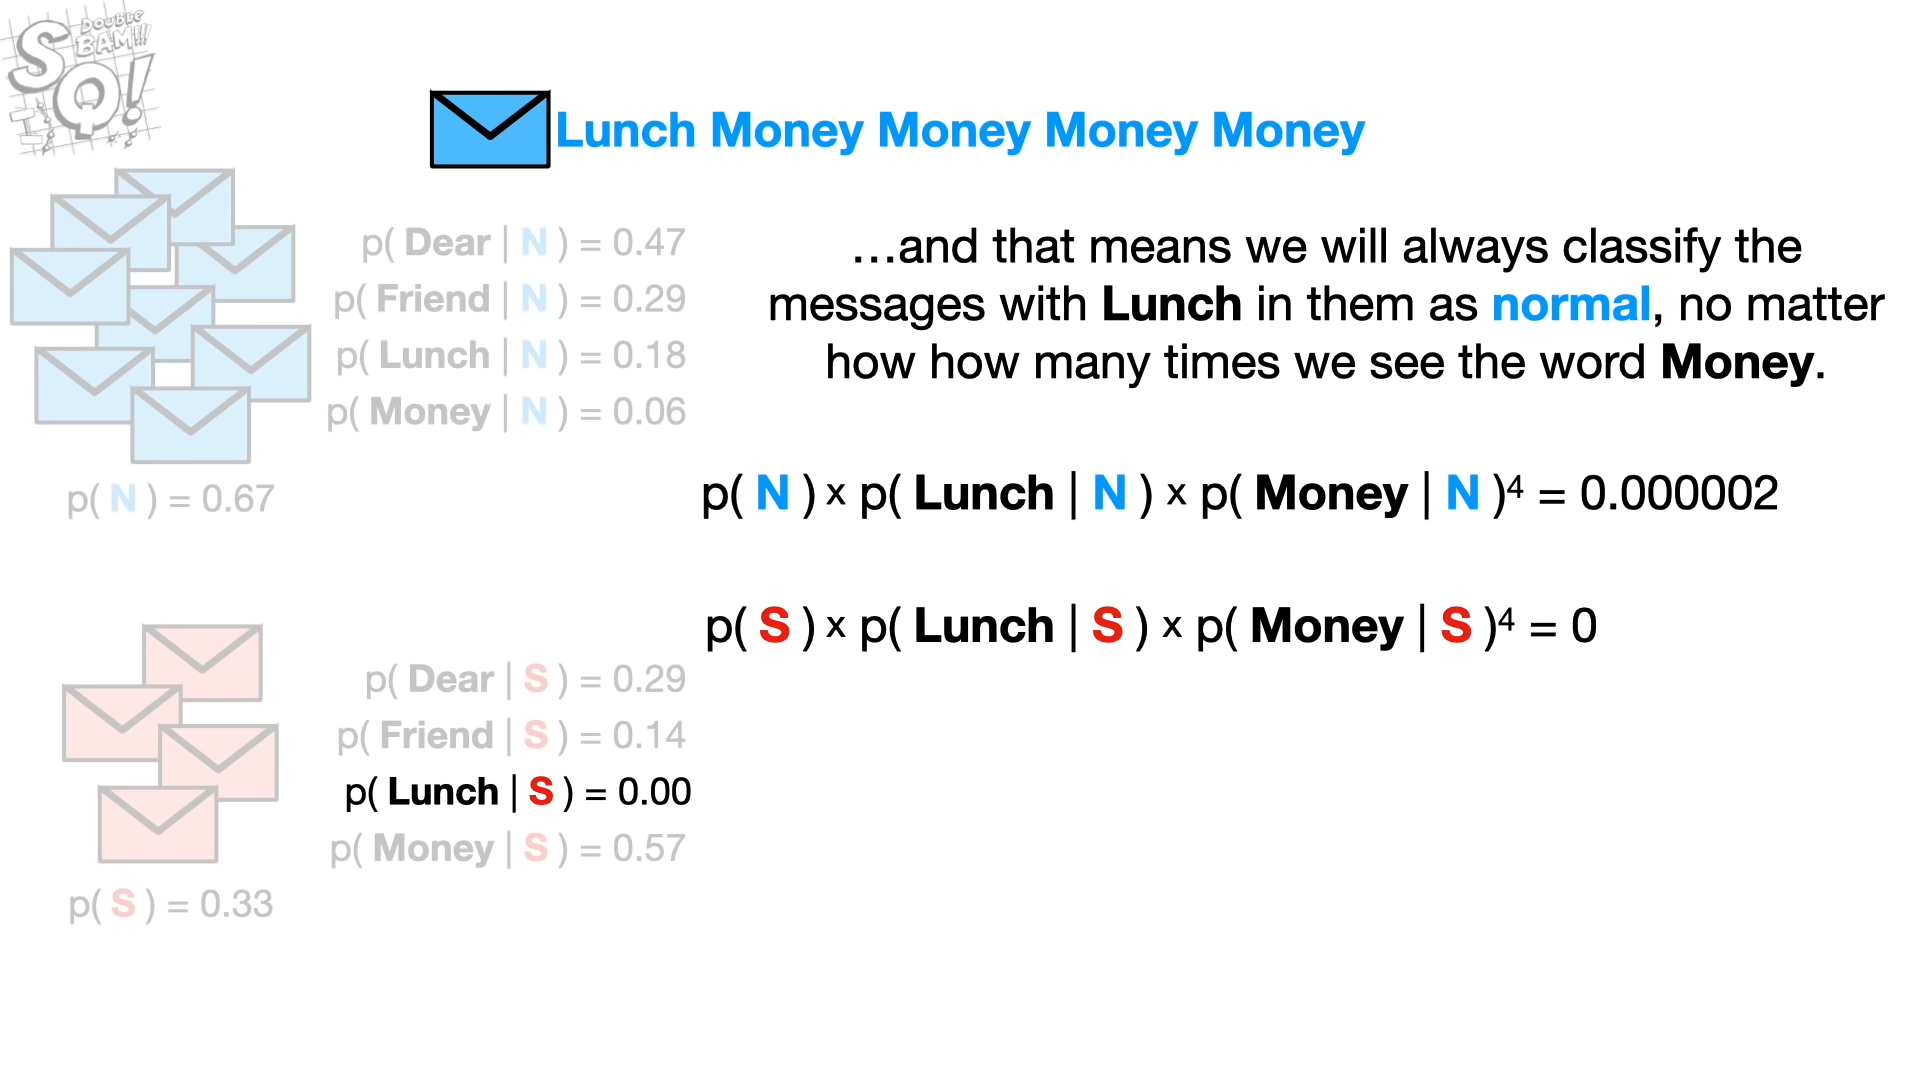 SQ!
DOUBLE
BAM!!!
Lunch Money Money Money Money
p( Dear | N ) = 0.47
p( Friend | N ) = 0.29
p( Lunch | N ) = 0.18
p( Money | N ) = 0.06
p( N ) = 0.67
…and that means we will always classify the
messages with Lunch in them as normal, no matter
how how many times we see the word Money.
p( N ) x p( Lunch | N ) x p( Money | N )⁴ = 0.000002
p( S ) x p( Lunch | S ) x p( Money | S )⁴ = 0
p( Dear | S ) = 0.29
p( Friend | S ) = 0.14
p( Lunch | S ) = 0.00
p( Money | S ) = 0.57
p( S ) = 0.33